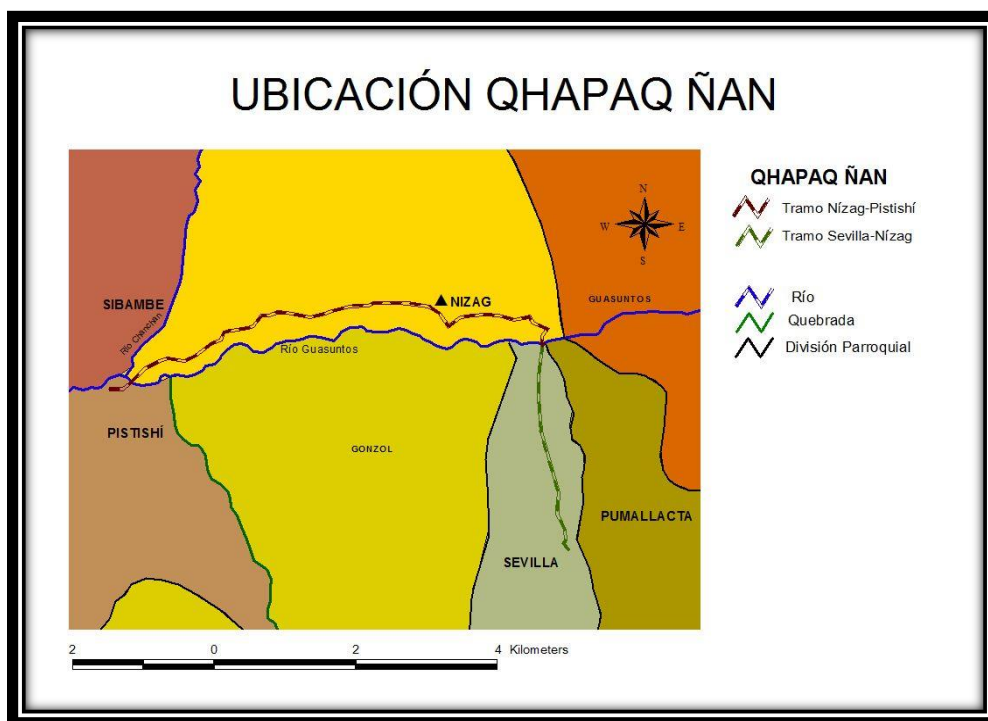 UBICACIÓN QHAPAQ ÑAN
QHAPAQ ÑAN
Tramo Nízag-Pistishí
Tramo Sevilla-Nízag
Río
Quebrada
División Parroquial
N
W
E
S
SIBAMBE
Río Chanchan
NIZAG
GUASUNTOS
Río Guasuntos
PISTISHÍ
GONZOL
PUMALLACTA
SEVILLA
2 0 2 4 Kilometers